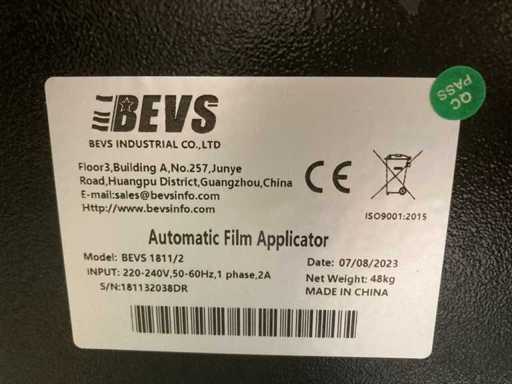 BEVS
BEVS INDUSTRIAL CO.,LTD
QC PASS
Floor3,Building A,No.257,Junye
Road,Huangpu District,Guangzhou,China
E-mail:sales@bevsinfo.com
Http://www.bevsinfo.com
CE
ISO9001:2015
Automatic Film Applicator
Model: BEVS 1811/2
Date: 07/08/2023
INPUT: 220-240V,50-60Hz,1 phase,2A
Net Weight: 48kg
S/N:181132038DR
MADE IN CHINA